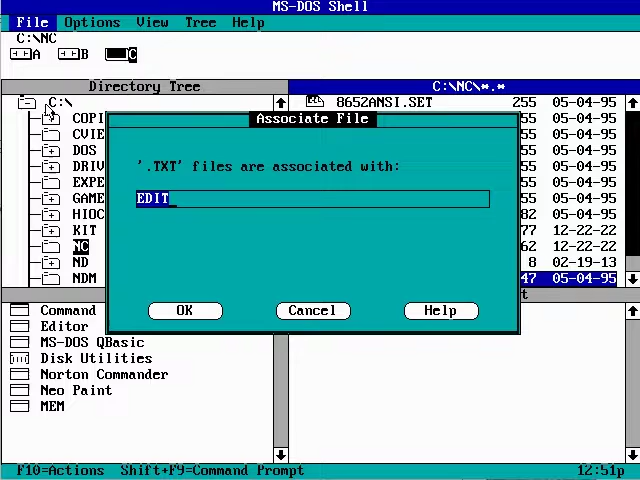 MS-DOS Shell
File Options View Tree Help
C:\NC
A B C
Directory Tree
C:\NC\*.*
C:\
8652ANSI.SET 255 05-04-95
COPI
55 05-04-95
CVIE
55 05-04-95
DOS
55 05-04-95
DRIV
55 05-04-95
EXPE
55 05-04-95
GAME
55 05-04-95
HIOC
82 05-04-95
KIT
77 12-22-22
NC
62 12-22-22
ND
8 02-19-13
NDM
47 05-04-95
Associate File
'.TXT' files are associated with:
EDIT
OK Cancel Help
t
Command
Editor
MS-DOS QBasic
Disk Utilities
Norton Commander
Neo Paint
MEM
F10=Actions Shift+F9=Command Prompt 12:51p